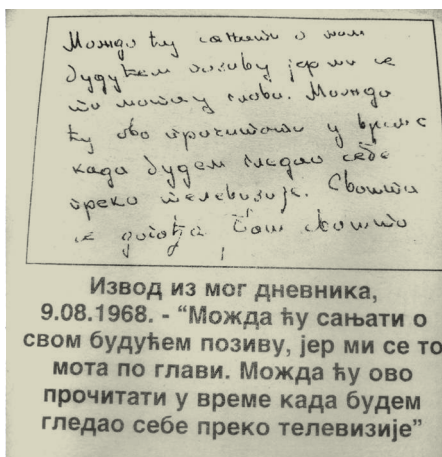 Можда ћу сањати о мом
будућем позиву јер ми се
то мота у глави. Можда
ћу ово прочитати у време
када будем гледао себе
преко телевизије. Свашта
се догађа
Извод из мог дневника,
9.08.1968. - “Можда ћу сањати о
свом будућем позиву, јер ми се то
мота по глави. Можда ћу ово
прочитати у време када будем
гледао себе преко телевизије”